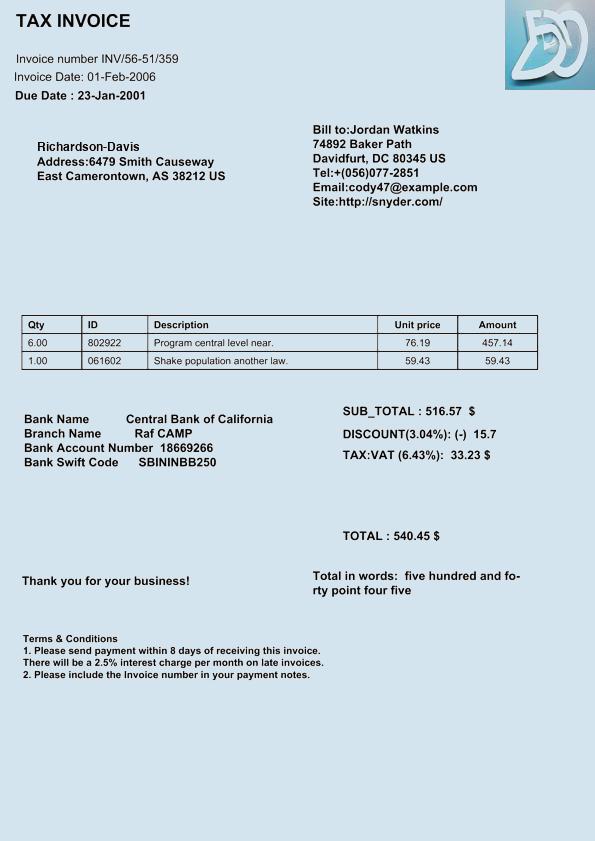 TAX INVOICE
Invoice number INV/56-51/359
Invoice Date: 01-Feb-2006
Due Date : 23-Jan-2001
Richardson-Davis
Address:6479 Smith Causeway
East Camerontown, AS 38212 US
Bill to:Jordan Watkins
74892 Baker Path
Davidfurt, DC 80345 US
Tel:+(056)077-2851
Email:cody47@example.com
Site:http://snyder.com/
Qty ID Description Unit price Amount
6.00 802922 Program central level near. 76.19 457.14
1.00 061602 Shake population another law. 59.43 59.43
Bank Name Central Bank of California
Branch Name Raf CAMP
Bank Account Number 18669266
Bank Swift Code SBININBB250
SUB_TOTAL : 516.57 $
DISCOUNT(3.04%): (-) 15.7
TAX:VAT (6.43%): 33.23 $
TOTAL : 540.45 $
Thank you for your business!
Total in words: five hundred and fo-
rty point four five
Terms & Conditions
1. Please send payment within 8 days of receiving this invoice.
There will be a 2.5% interest charge per month on late invoices.
2. Please include the Invoice number in your payment notes.